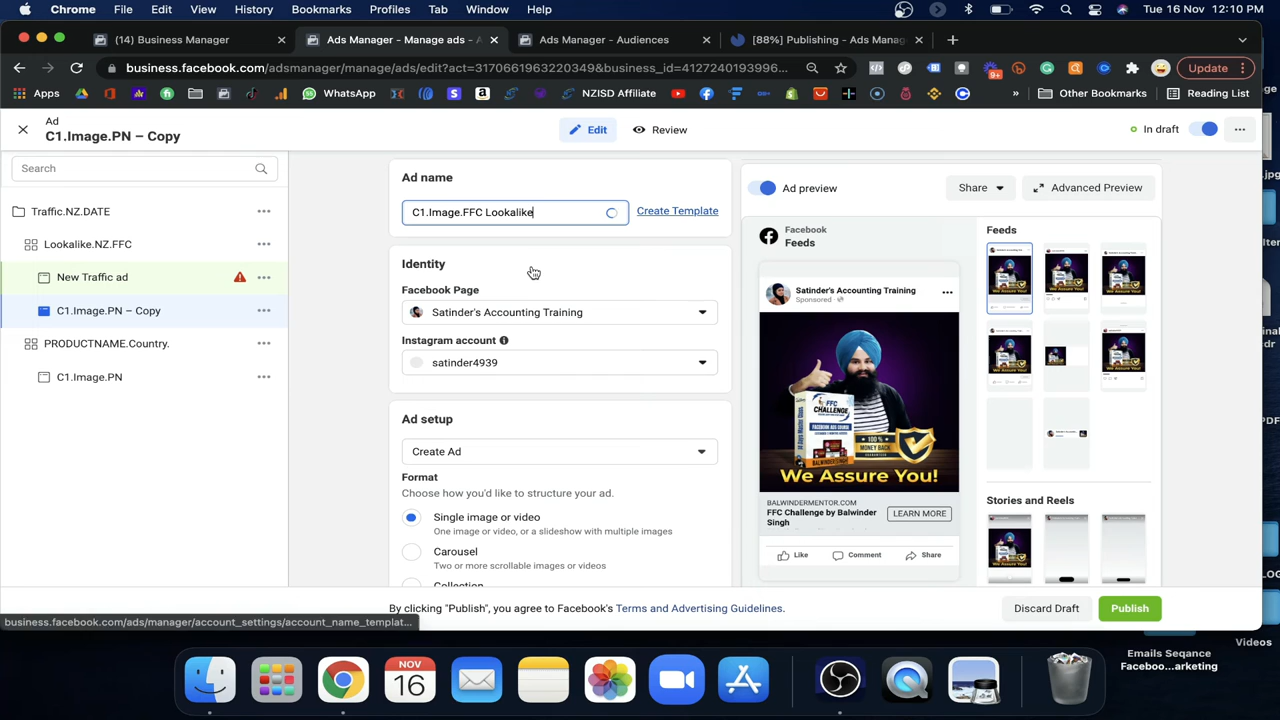 Chrome File Edit View History Bookmarks Profiles Tab Window Help
Tue 16 Nov 12:10 PM
(14) Business Manager
Ads Manager - Manage ads - A
Ads Manager - Audiences
[88%] Publishing - Ads Manag
business.facebook.com/adsmanager/manage/ads/edit?act=3170661963220349&business_id=4127240193996...
Update
Apps
WhatsApp
NZISD Affiliate
9+
»
Other Bookmarks
Reading List
Ad
C1.Image.PN – Copy
Edit
Review
In draft
Search
Traffic.NZ.DATE
Lookalike.NZ.FFC
New Traffic ad
C1.Image.PN – Copy
PRODUCTNAME.Country.
C1.Image.PN
Ad name
C1.Image.FFC Lookalike
Create Template
Identity
Facebook Page
Satinder's Accounting Training
Instagram account
satinder4939
Ad setup
Create Ad
Format
Choose how you'd like to structure your ad.
Single image or video
One image or video, or a slideshow with multiple images
Carousel
Two or more scrollable images or videos
Collection
Ad preview
Share
Advanced Preview
Facebook
Feeds
Satinder's Accounting Training
Sponsored
FFC
CHALLENGE
100 %
MONEY BACK
We Assure You!
BALWINDERMENTOR.COM
FFC Challenge by Balwinder
Singh
LEARN MORE
Like
Comment
Share
Feeds
Stories and Reels
By clicking "Publish", you agree to Facebook's Terms and Advertising Guidelines.
Discard Draft
Publish
business.facebook.com/ads/manager/account_settings/account_name_templat...
Videos
Emails Seqance
Faceboo...arketing
NOV
16